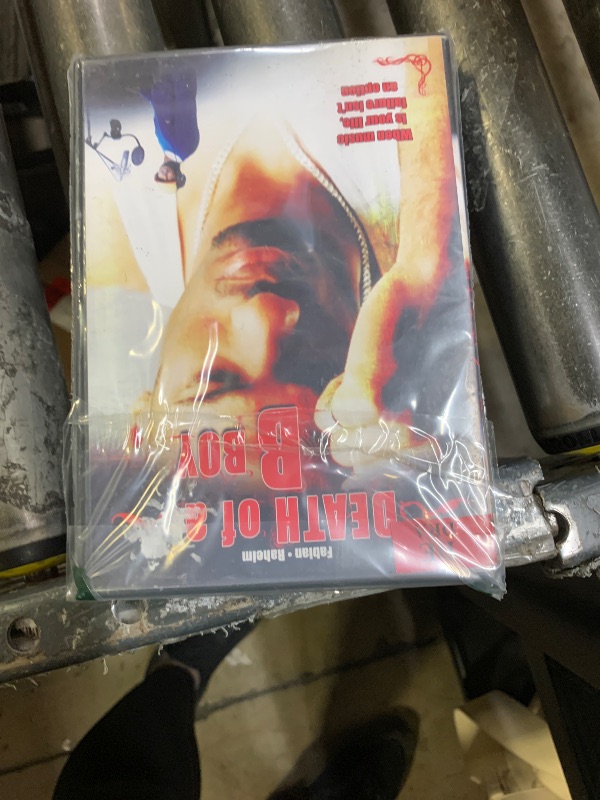 Fabian • Raheim
DEATH of a
B BOY
When music
is your life,
failure isn't
an option